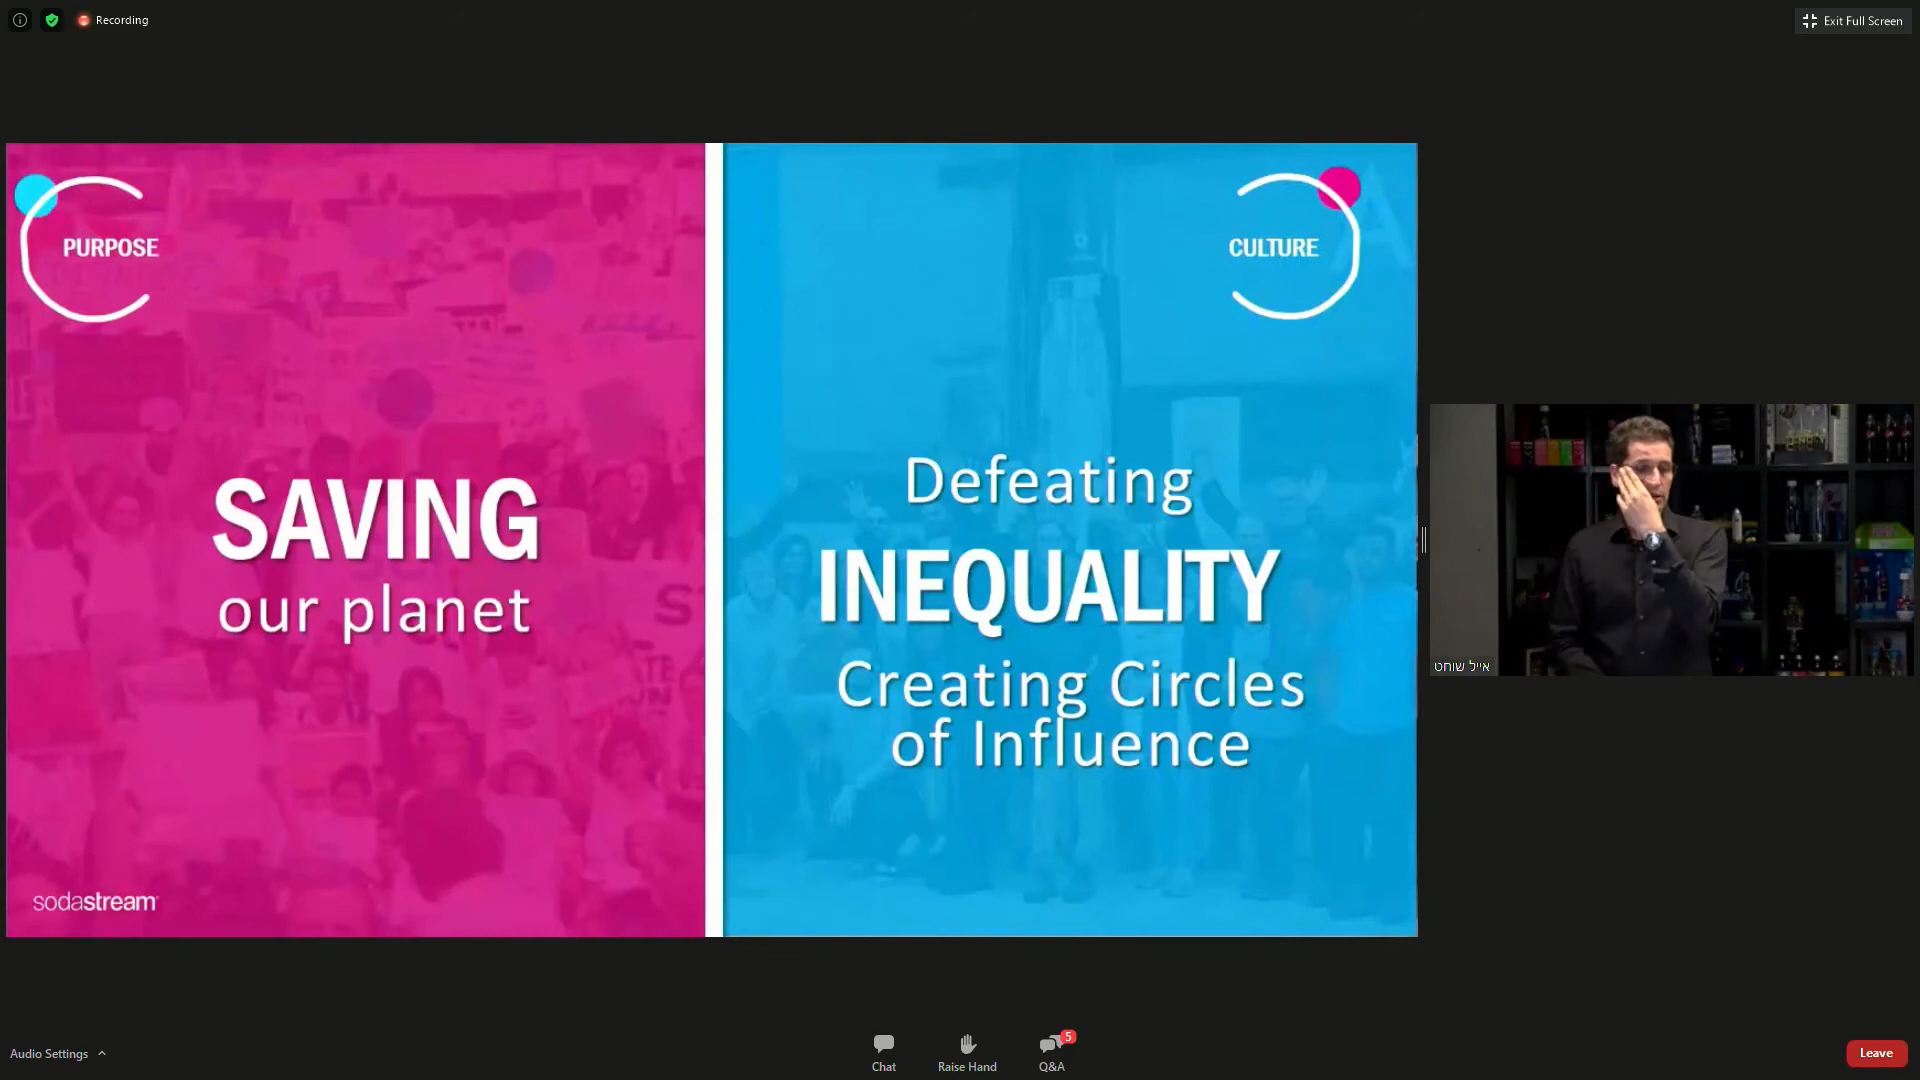 Recording
Exit Full Screen
PURPOSE
SAVING
our planet
sodastream
CULTURE
Defeating
INEQUALITY
Creating Circles
of Influence
אייל שוחט
Audio Settings
Chat
Raise Hand
5
Q&A
Leave